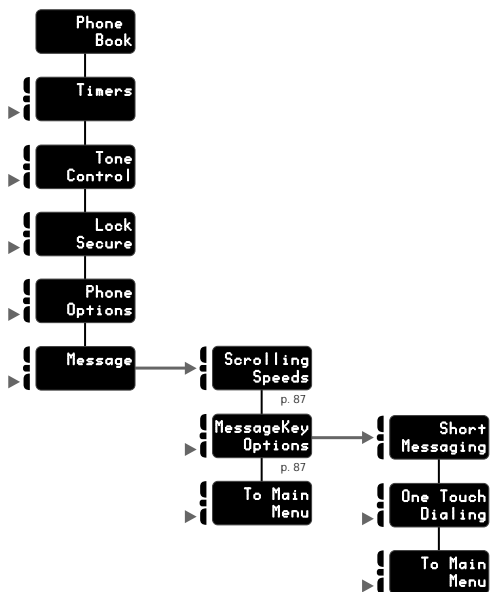 Phone
Book
Timers
Tone
Control
Lock
Secure
Phone
Options
Message
Scrolling
Speeds
p. 87
MessageKey
Options
p. 87
To Main
Menu
Short
Messaging
One Touch
Dialing
To Main
Menu